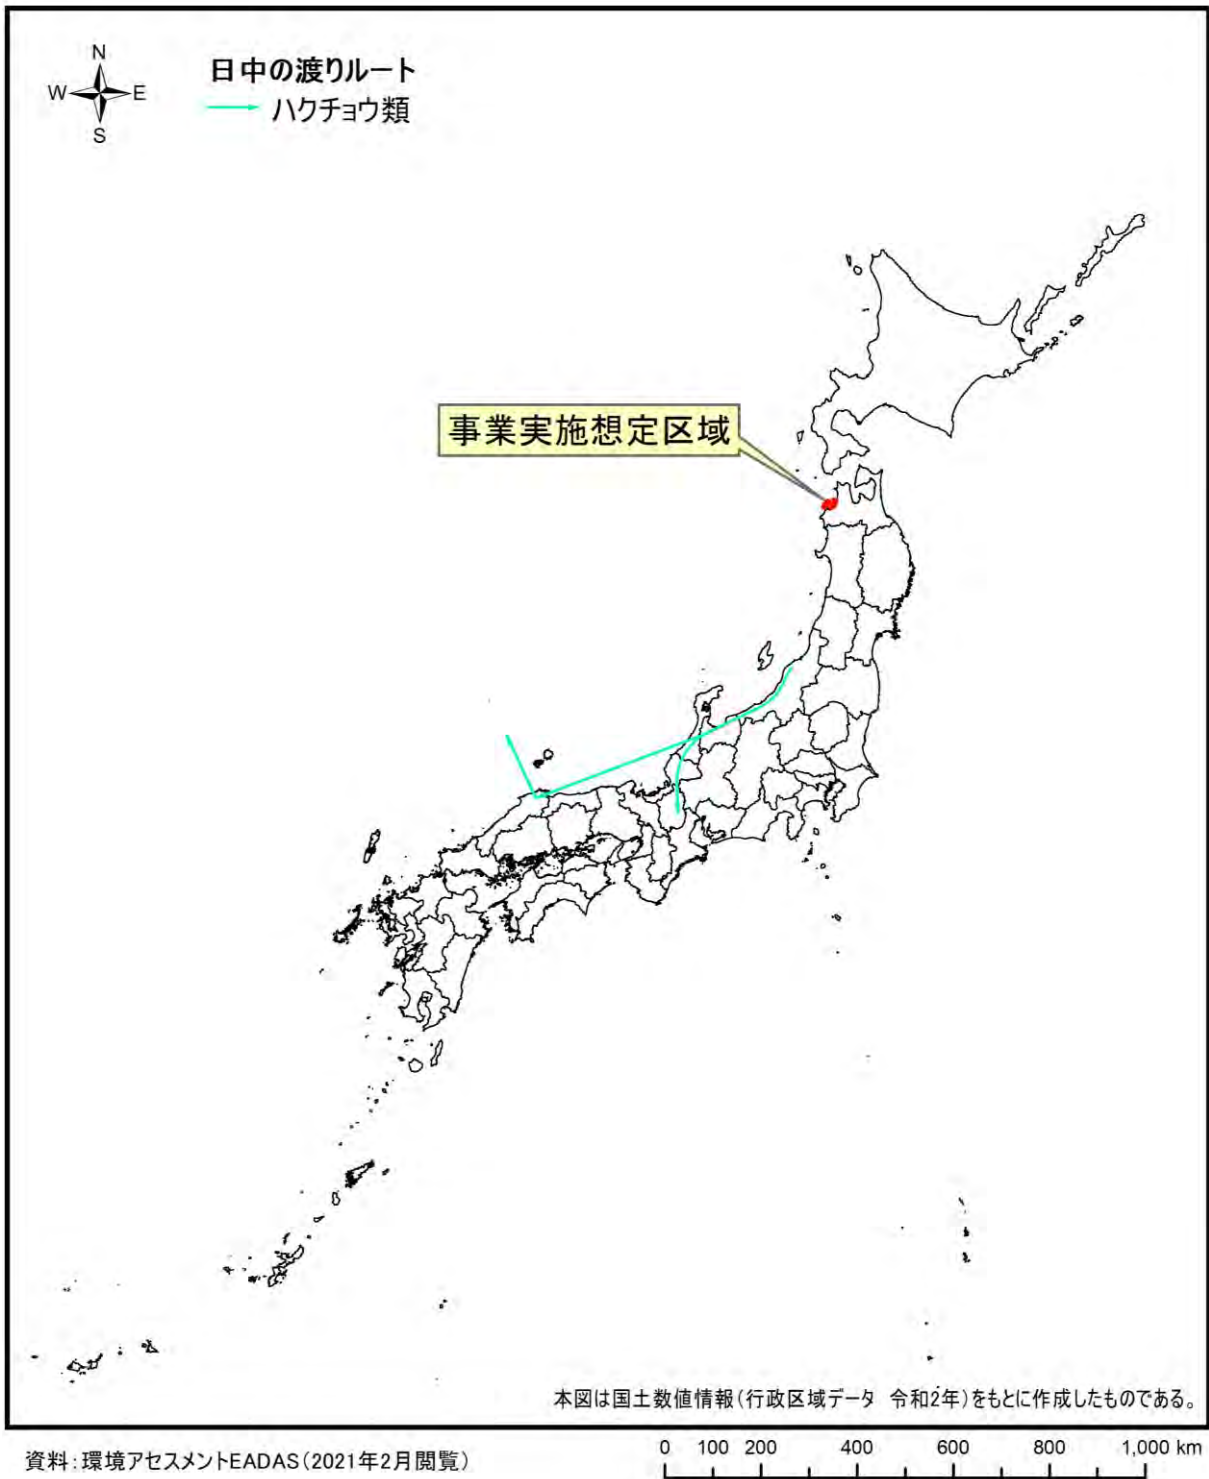 N
W E
S
日中の渡りルート
ハクチョウ類
事業実施想定区域
本図は国土数値情報(行政区域データ 令和2年)をもとに作成したものである。
資料:環境アセスメントEADAS(2021年2月閲覧)
0 100 200 400 600 800 1,000 km